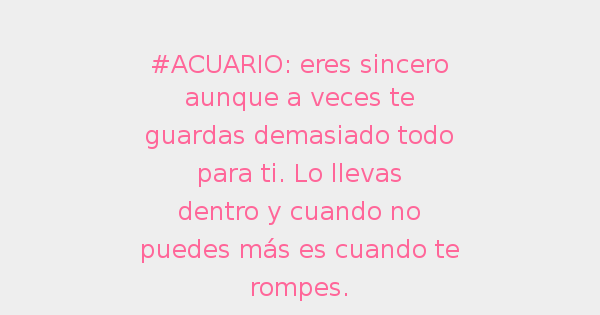 #ACUARIO: eres sincero
aunque a veces te
guardas demasiado todo
para ti. Lo llevas
dentro y cuando no
puedes más es cuando te
rompes.